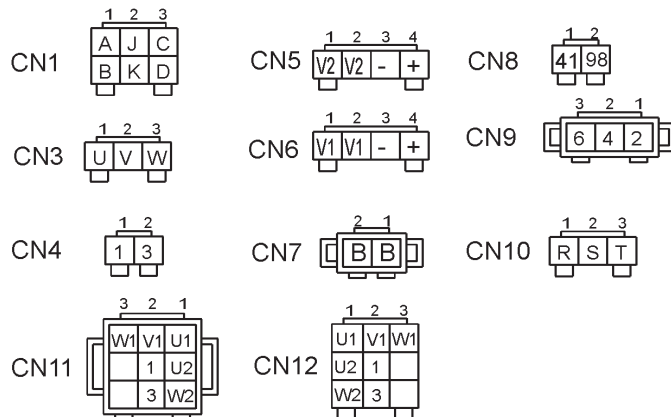 CN1
1 2 3
A J C
B K D
CN5
1 2 3 4
V2 V2 - +
CN8
1 2
41 98
CN3
1 2 3
U V W
CN6
1 2 3 4
V1 V1 - +
CN9
3 2 1
6 4 2
CN4
1 2
1 3
CN7
2 1
B B
CN10
1 2 3
R S T
CN11
3 2 1
W1 V1 U1
1 U2
3 W2
CN12
1 2 3
U1 V1 W1
U2 1
W2 3